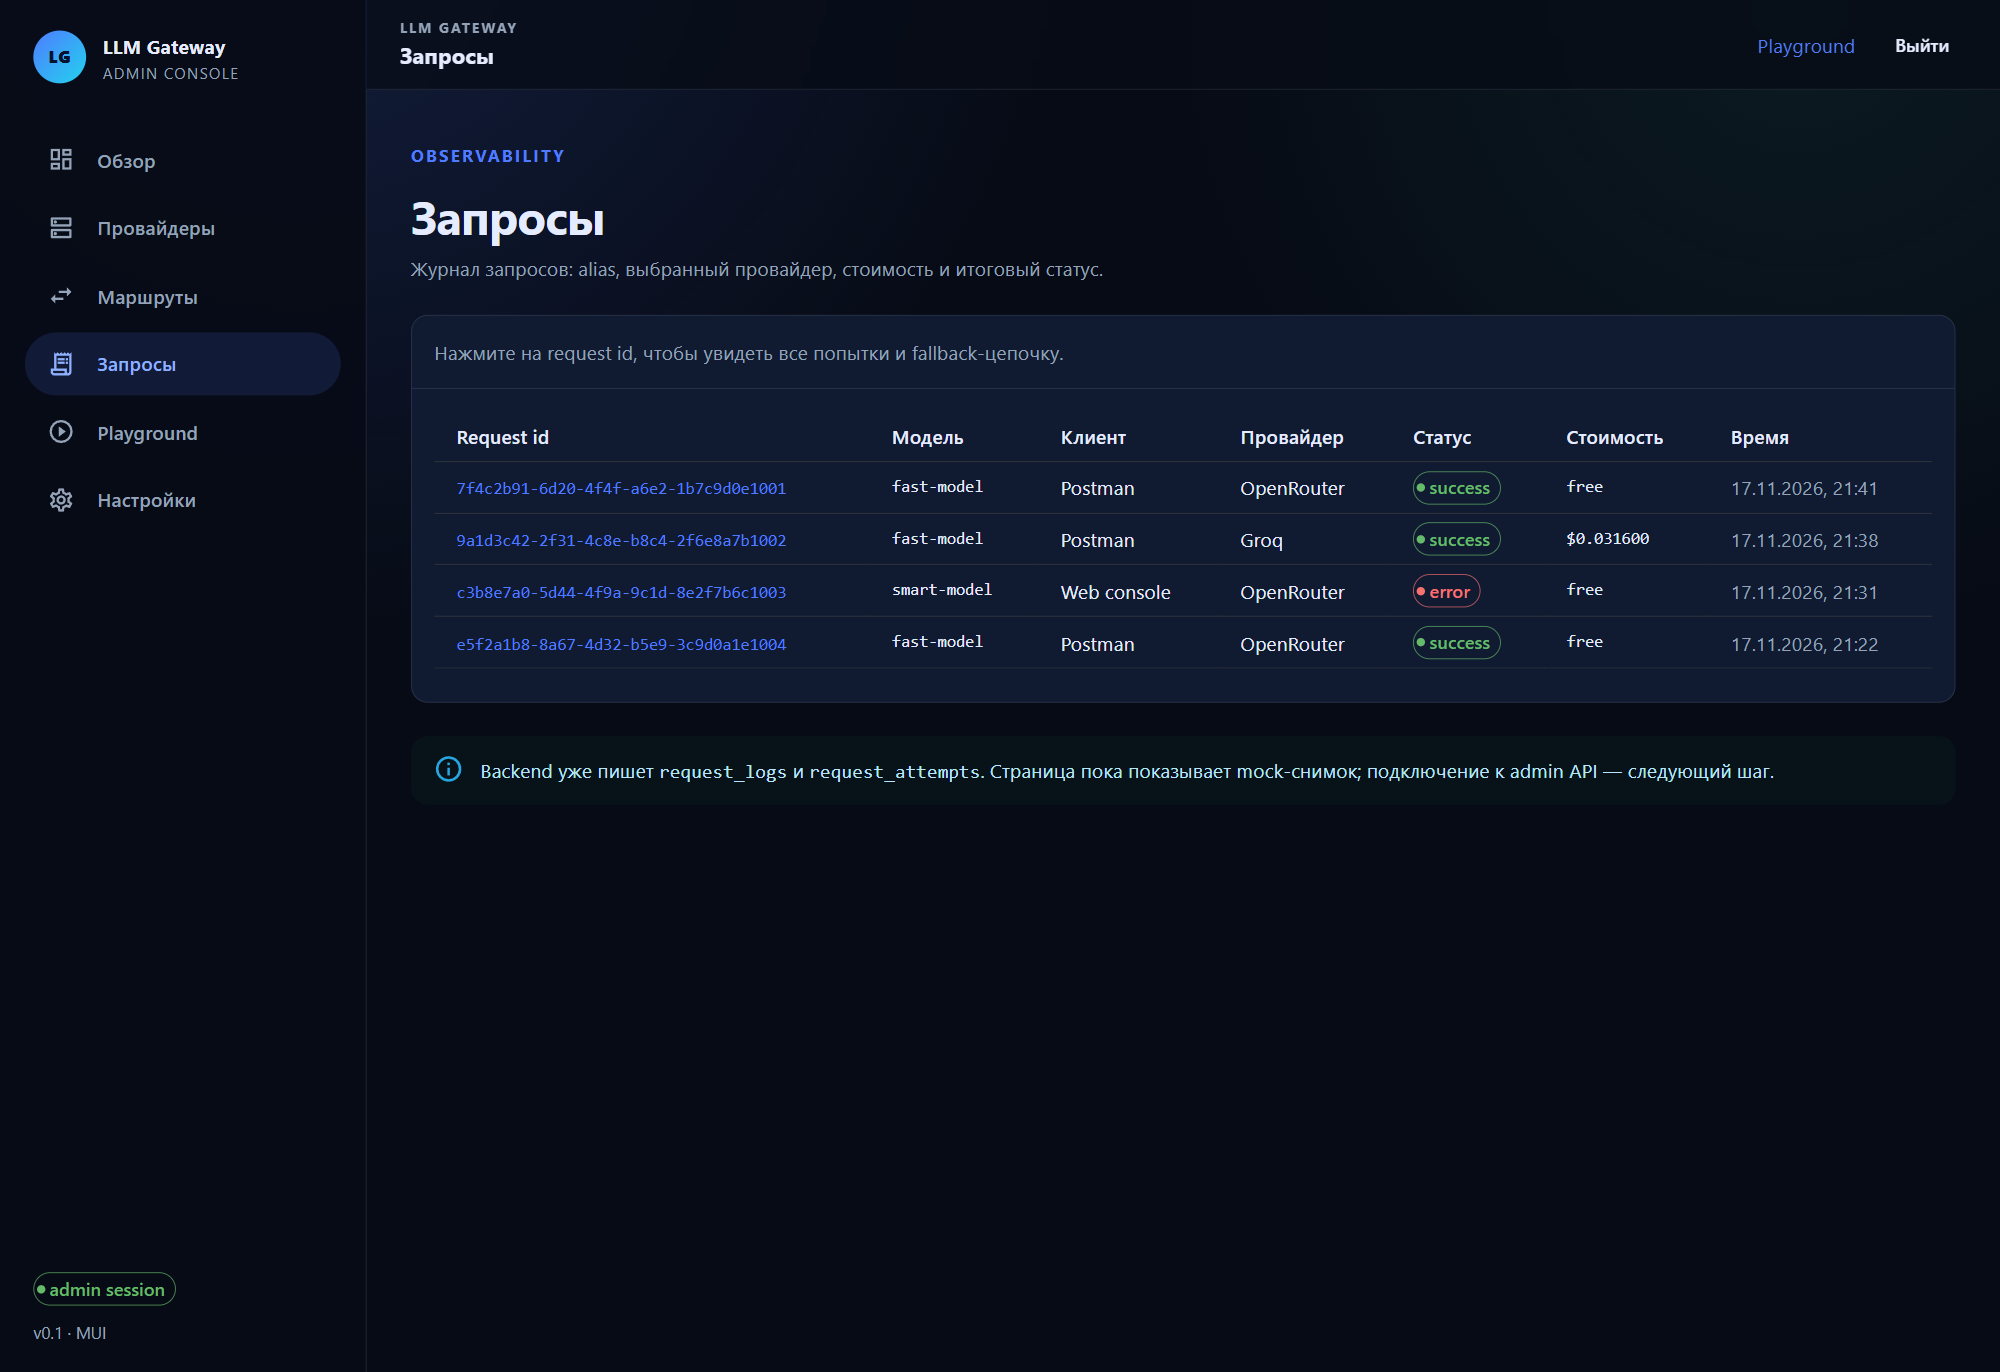 LG
LLM Gateway
ADMIN CONSOLE
Обзор
Провайдеры
Маршруты
Запросы
Playground
Настройки
admin session
v0.1 · MUI
LLM GATEWAY
Запросы
Playground
Выйти
OBSERVABILITY
Запросы
Журнал запросов: alias, выбранный провайдер, стоимость и итоговый статус.
Нажмите на request id, чтобы увидеть все попытки и fallback-цепочку.
Request id Модель Клиент Провайдер Статус Стоимость Время
7f4c2b91-6d20-4f4f-a6e2-1b7c9d0e1001 fast-model Postman OpenRouter success free 17.11.2026, 21:41
9a1d3c42-2f31-4c8e-b8c4-2f6e8a7b1002 fast-model Postman Groq success $0.031600 17.11.2026, 21:38
c3b8e7a0-5d44-4f9a-9c1d-8e2f7b6c1003 smart-model Web console OpenRouter error free 17.11.2026, 21:31
e5f2a1b8-8a67-4d32-b5e9-3c9d0a1e1004 fast-model Postman OpenRouter success free 17.11.2026, 21:22
Backend уже пишет request_logs и request_attempts. Страница пока показывает mock-снимок; подключение к admin API — следующий шаг.